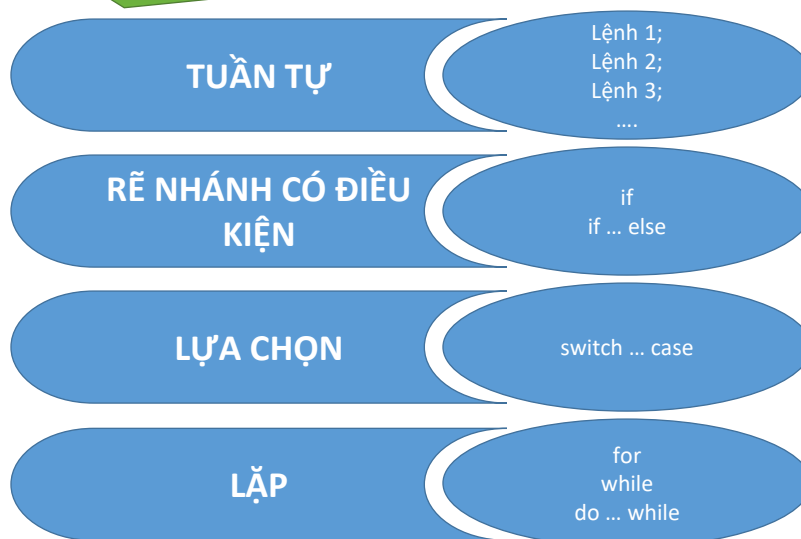 TUẦN TỰ
Lệnh 1;
Lệnh 2;
Lệnh 3;
....
RẼ NHÁNH CÓ ĐIỀU
KIỆN
if
if ... else
LỰA CHỌN
switch ... case
LẶP
for
while
do ... while